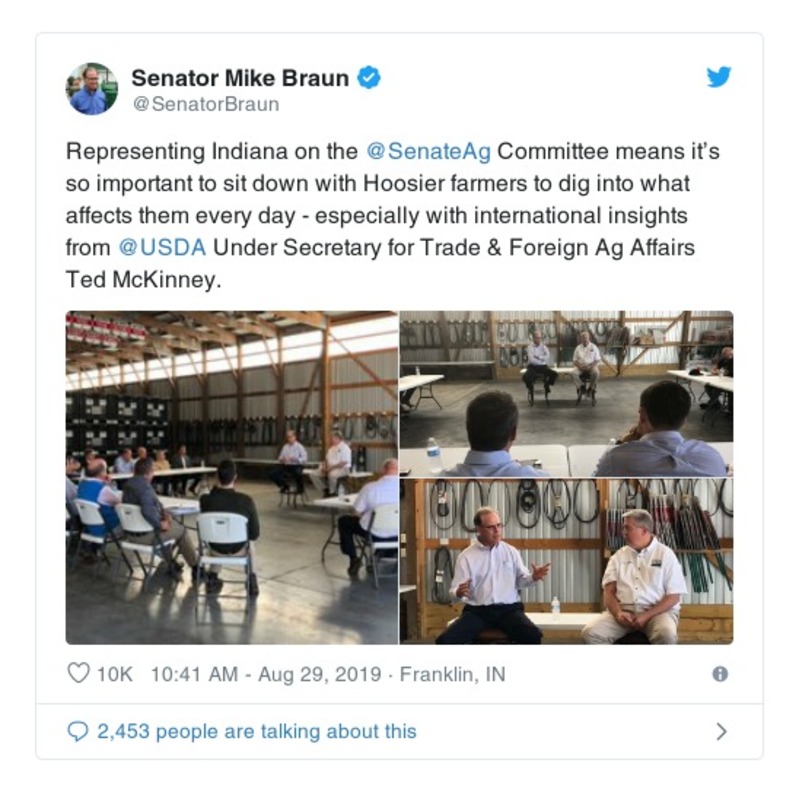 Senator Mike Braun
@SenatorBraun
Representing Indiana on the @SenateAg Committee means it’s
so important to sit down with Hoosier farmers to dig into what
affects them every day - especially with international insights
from @USDA Under Secretary for Trade & Foreign Ag Affairs
Ted McKinney.
10K 10:41 AM - Aug 29, 2019 · Franklin, IN
2,453 people are talking about this